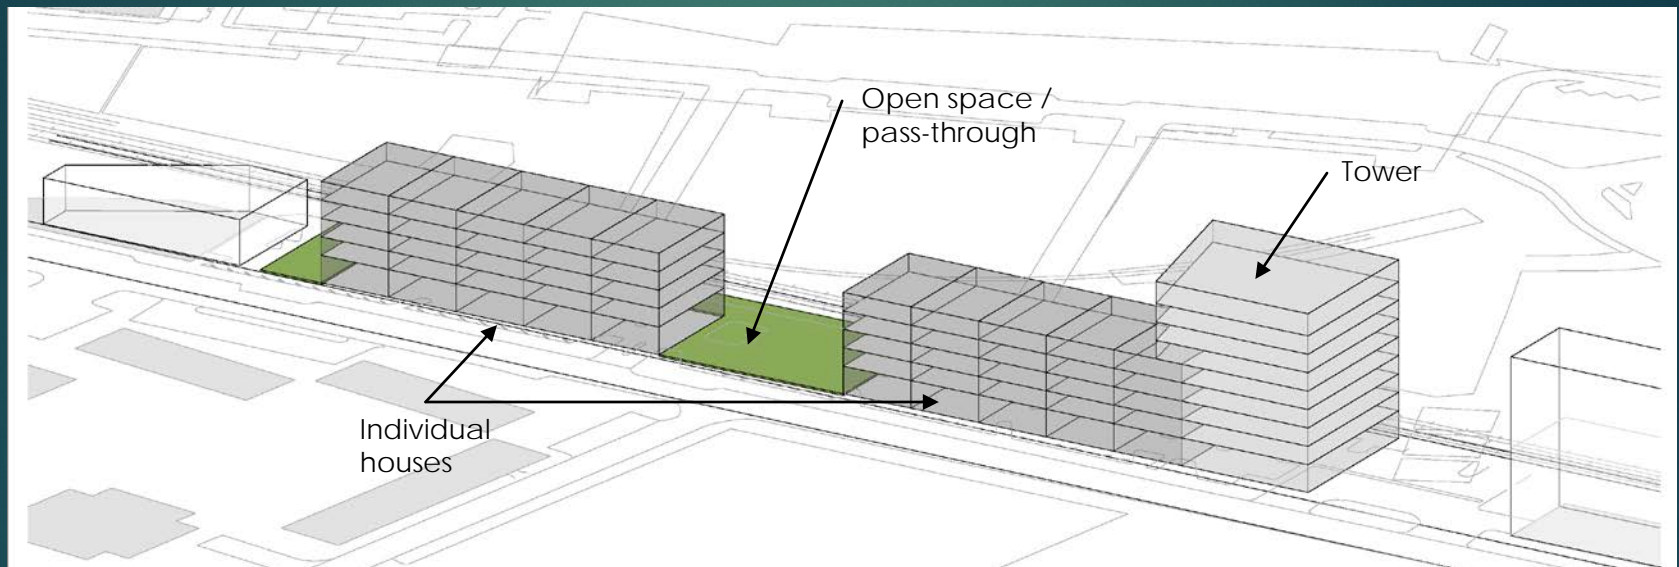 Open space /
pass-through
Tower
Individual
houses